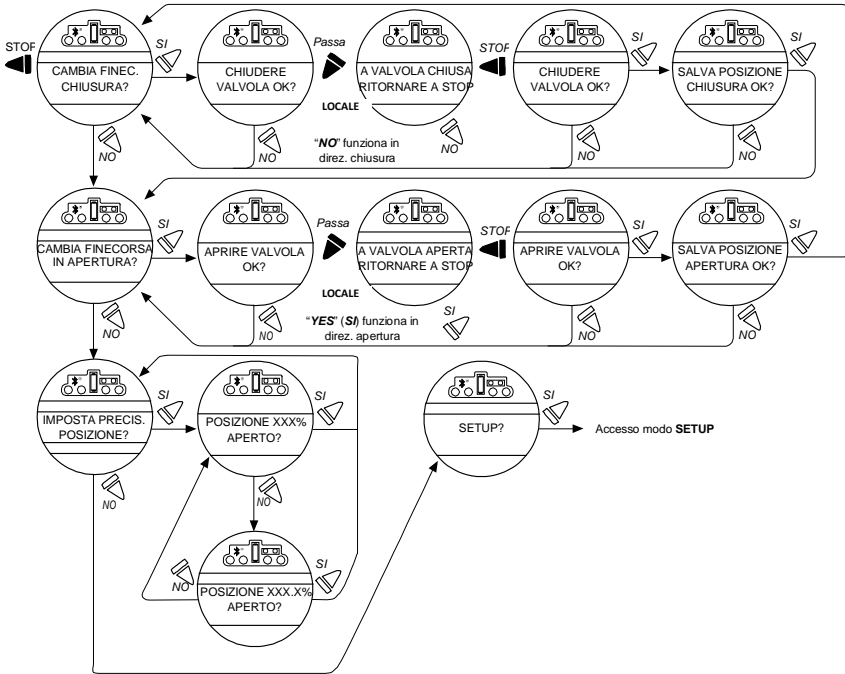 STOP
SI
CAMBIA FINEC.
CHIUSURA?
NO
SI
CHIUDERE
VALVOLA OK?
NO
Passa
LOCALE
A VALVOLA CHIUSA
RITORNARE A STOP
"NO" funziona in
direz. chiusura
NO
STOP
SI
CHIUDERE
VALVOLA OK?
NO
SI
SALVA POSIZIONE
CHIUSURA OK?
NO
SI
CAMBIA FINECORSA
IN APERTURA?
NO
SI
APRIRE VALVOLA
OK?
NO
Passa
LOCALE
A VALVOLA APERTA
RITORNARE A STOP
"YES" (SI) funziona in
direz. apertura
SI
STOP
SI
APRIRE VALVOLA
OK?
NO
SI
SALVA POSIZIONE
APERTURA OK?
NO
SI
IMPOSTA PRECIS.
POSIZIONE?
NO
SI
POSIZIONE XXX%
APERTO?
NO
SI
POSIZIONE XXX.X%
APERTO?
NO
SI
SETUP?
Accesso modo SETUP